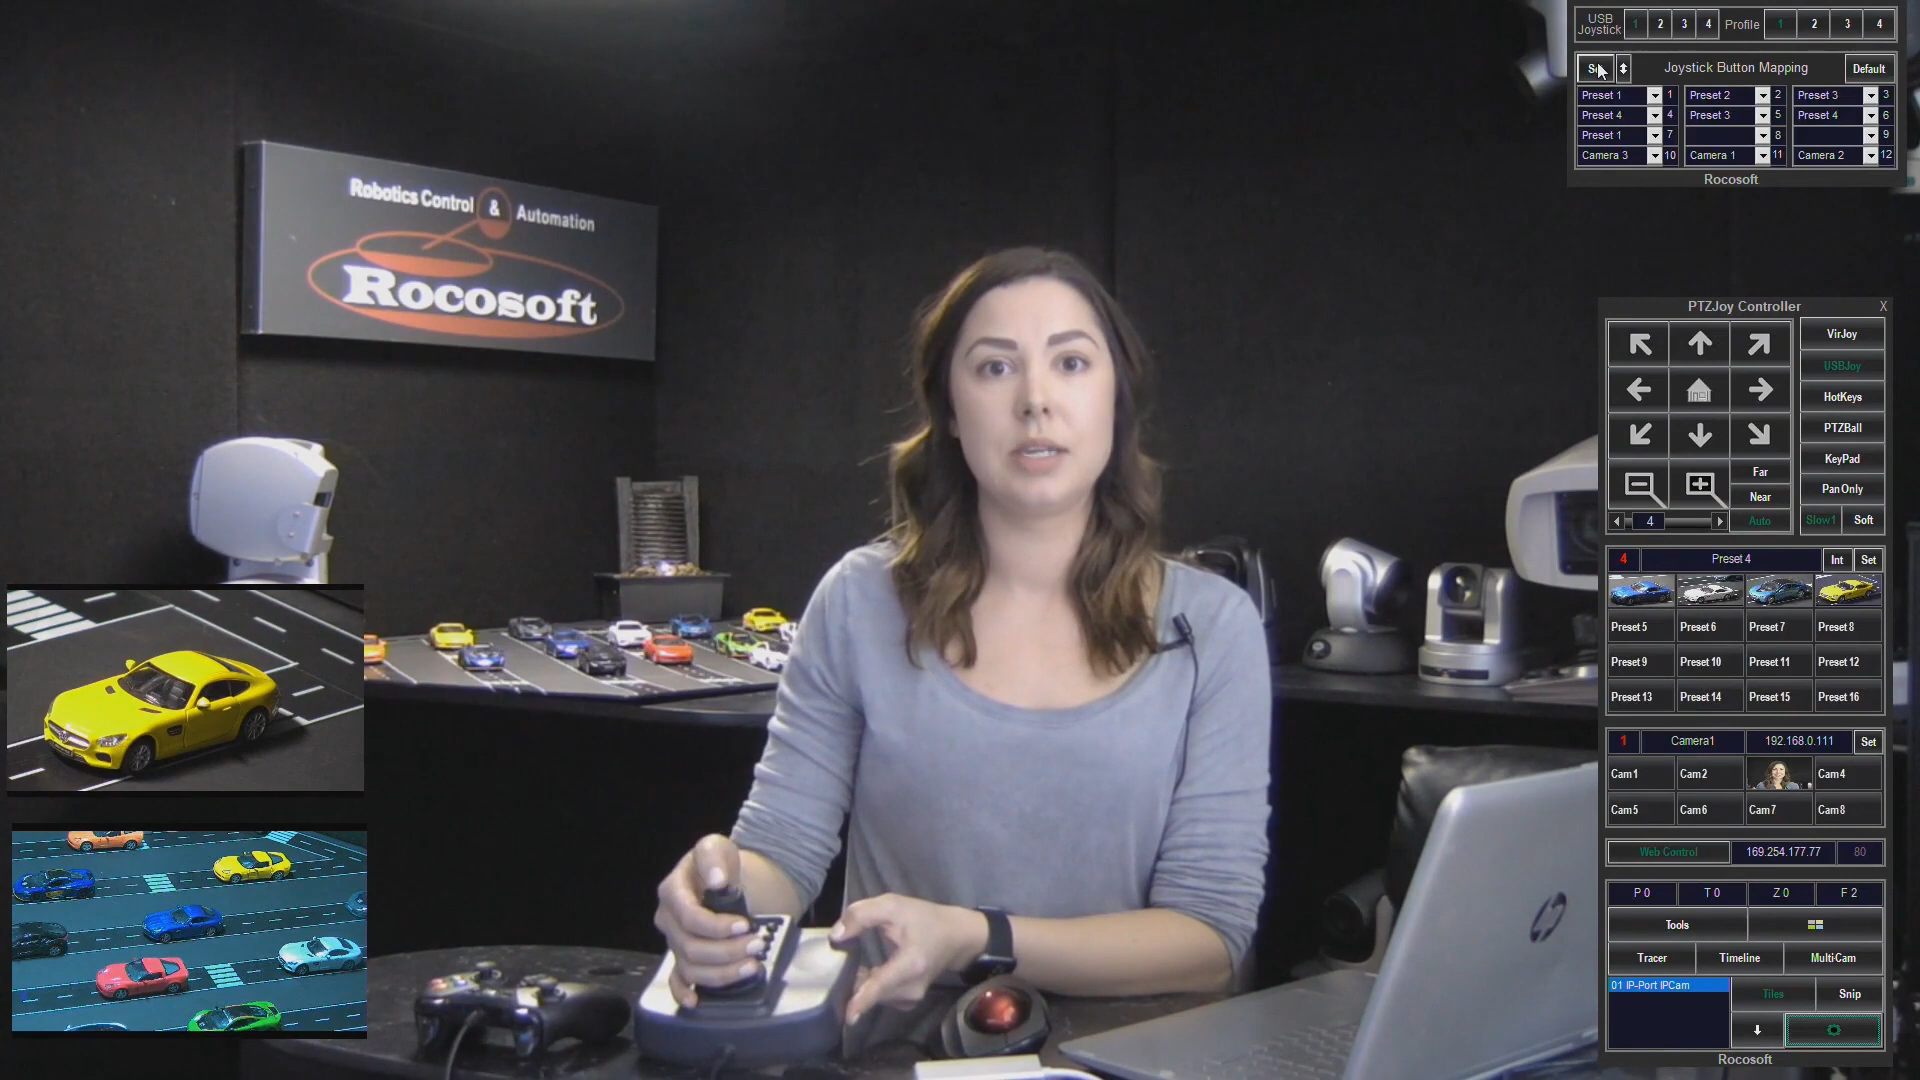 USB Joystick 1 2 3 4 Profile 1 2 3 4
Joystick Button Mapping Default
Preset 1 1 Preset 2 2 Preset 3 3
Preset 4 4 Preset 3 5 Preset 4 6
Preset 1 7 8 9
Camera 3 10 Camera 1 11 Camera 2 12
Rocosoft
Robotics Control & Automation
Rocosoft
PTZJoy Controller X
VirJoy
USBJoy
HotKeys
PTZBall
KeyPad
Far
Near
Pan Only
4 Auto Slow1 Soft
4 Preset 4 Int Set
Preset 5 Preset 6 Preset 7 Preset 8
Preset 9 Preset 10 Preset 11 Preset 12
Preset 13 Preset 14 Preset 15 Preset 16
1 Camera1 192.168.0.111 Set
Cam1 Cam2 Cam4
Cam5 Cam6 Cam7 Cam8
Web Control 169.254.177.77 80
P 0 T 0 Z 0 F 2
Tools
Tracer Timeline Multi-Cam
01 IP-Port IPCam
Tiles Snip
Rocosoft
hp